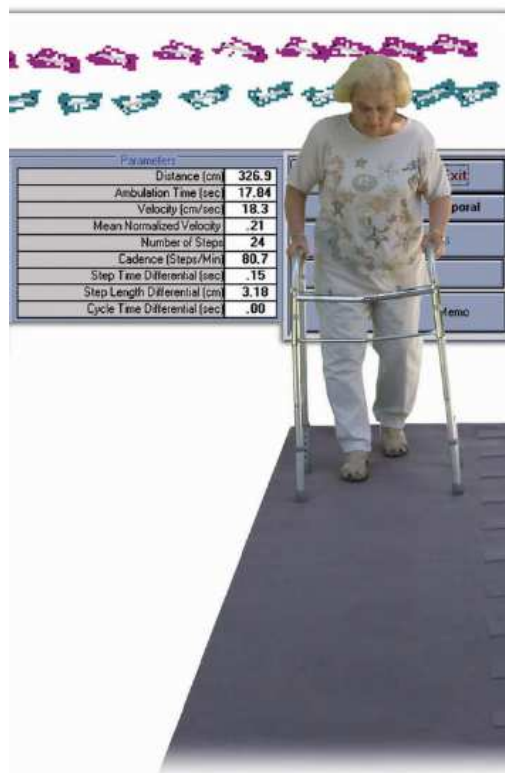 Parameters
Distance (cm) 326.9
Ambulation Time (sec) 17.84
Velocity (cm/sec) 18.3
Mean Normalized Velocity .21
Number of Steps 24
Cadence (Steps/Min) 80.7
Step Time Differential (sec) .15
Step Length Differential (cm) 3.18
Cycle Time Differential (sec) .00
Exit
poral
Memo